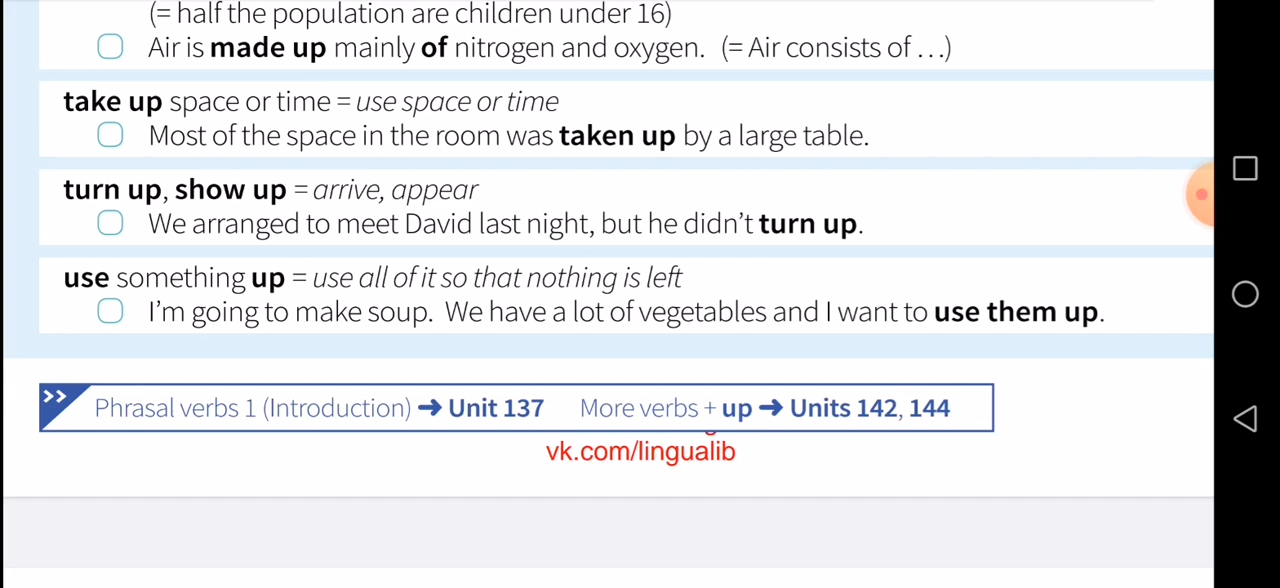 (= half the population are children under 16)
Air is made up mainly of nitrogen and oxygen. (= Air consists of …)
take up space or time = use space or time
Most of the space in the room was taken up by a large table.
turn up, show up = arrive, appear
We arranged to meet David last night, but he didn’t turn up.
use something up = use all of it so that nothing is left
I’m going to make soup. We have a lot of vegetables and I want to use them up.
Phrasal verbs 1 (Introduction) ➜ Unit 137 More verbs + up ➜ Units 142, 144
vk.com/lingualib